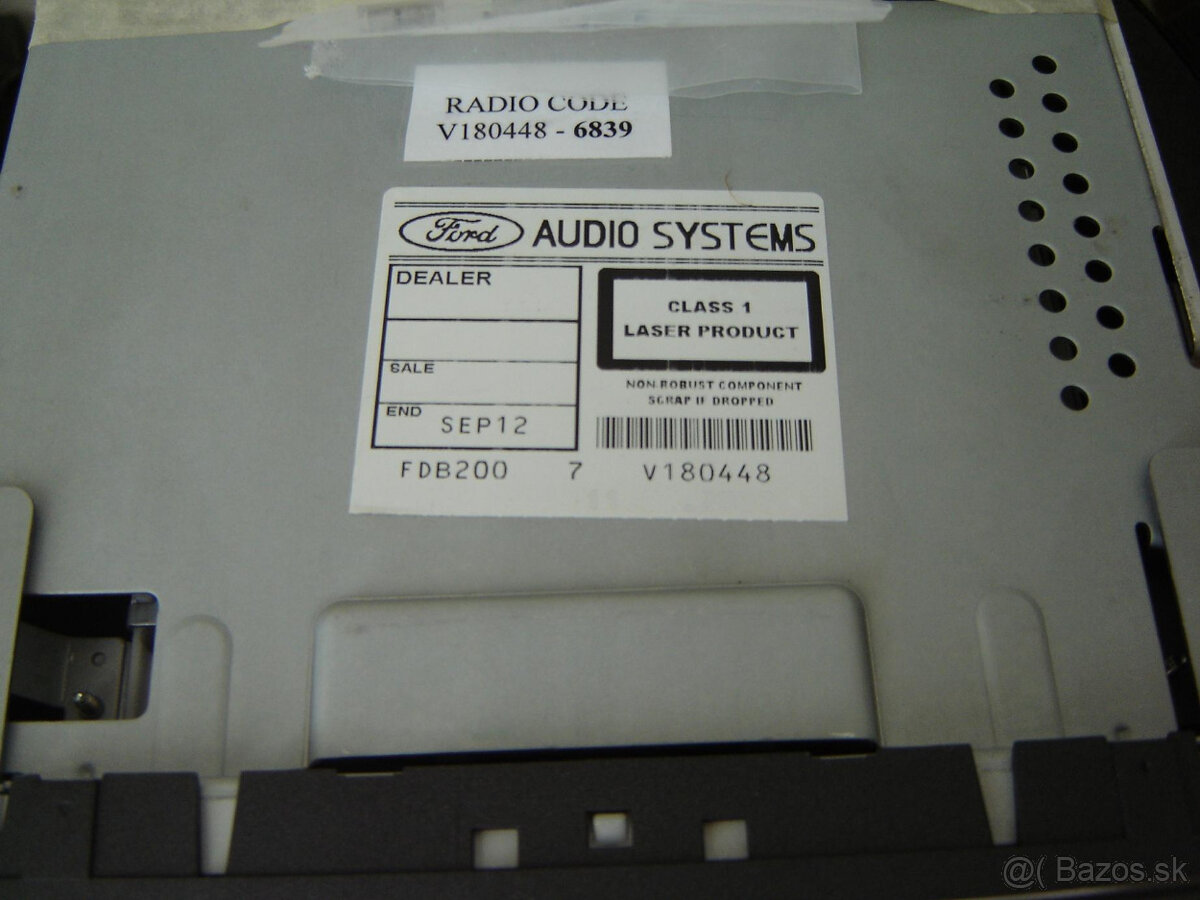 RADIO CODE
V180448 - 6839
Ford AUDIO SYSTEMS
DEALER
CLASS 1
LASER PRODUCT
SALE
NON-ROBUST COMPONENT
SCRAP IF DROPPED
END SEP12
FDB200 7 V180448
@( Bazos.sk